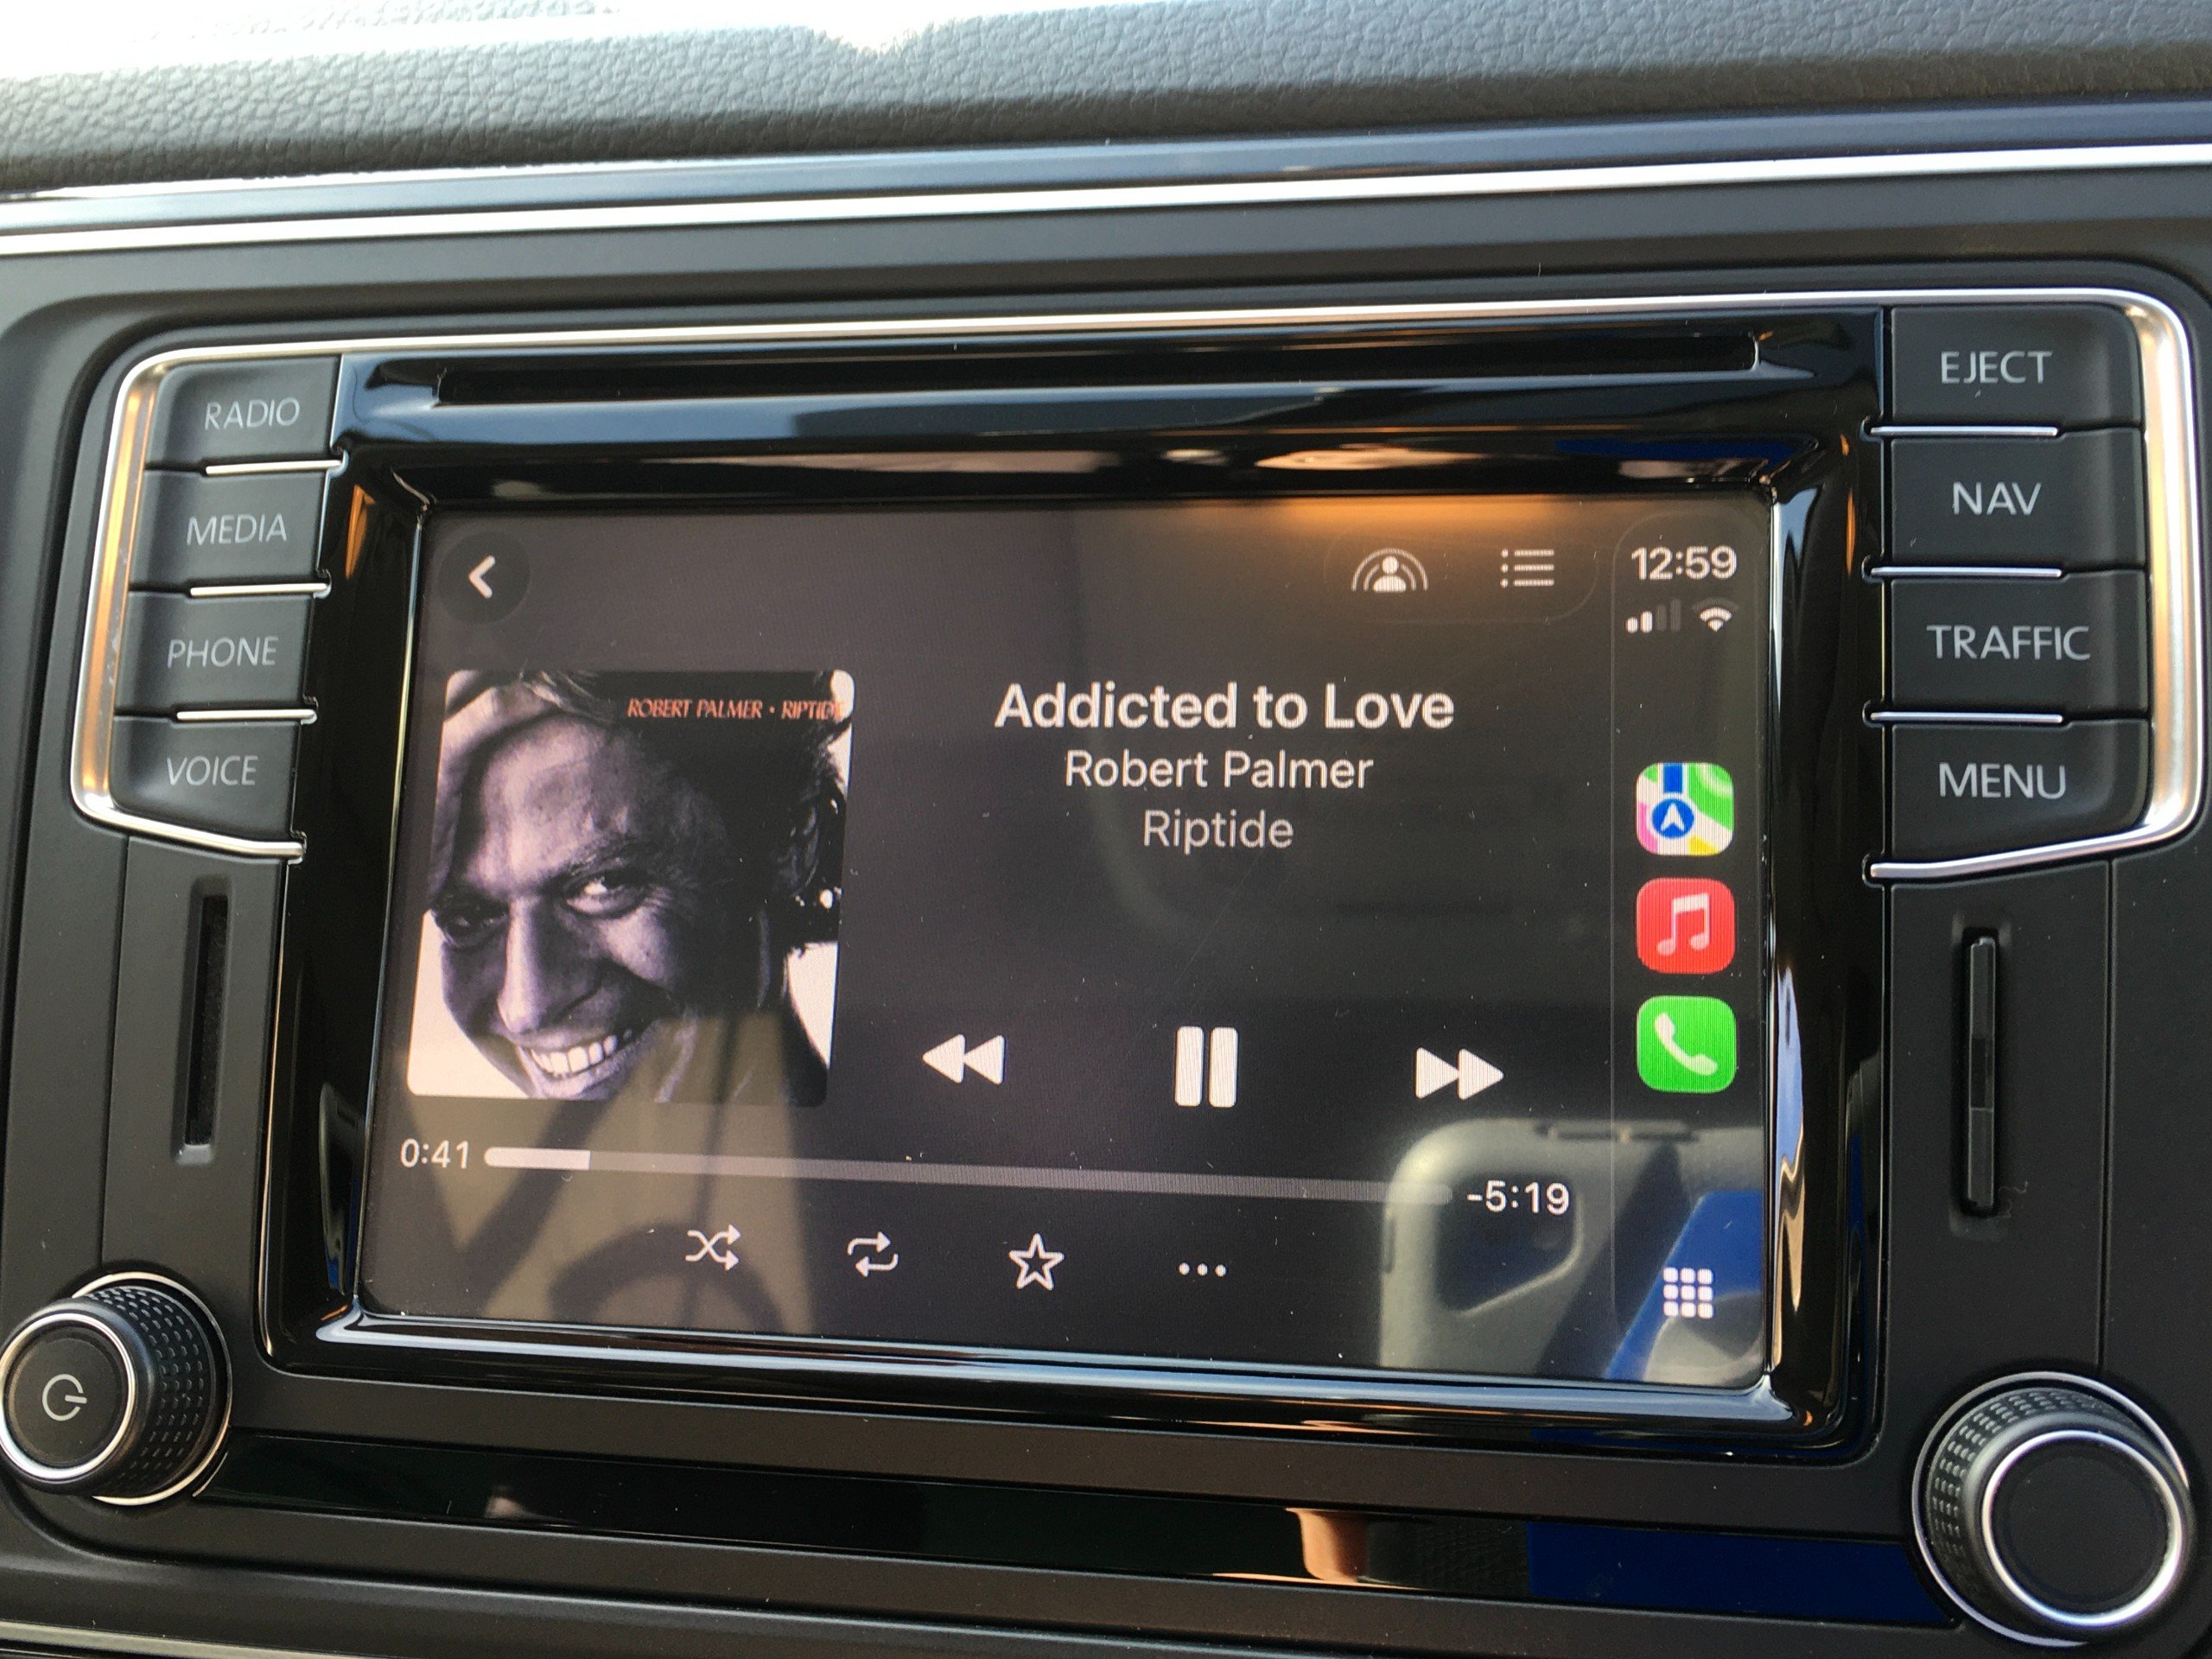 RADIO
MEDIA
PHONE
VOICE
ROBERT PALMER • RIPTIDE
Addicted to Love
Robert Palmer
Riptide
0:41
-5:19
12:59
EJECT
NAV
TRAFFIC
MENU